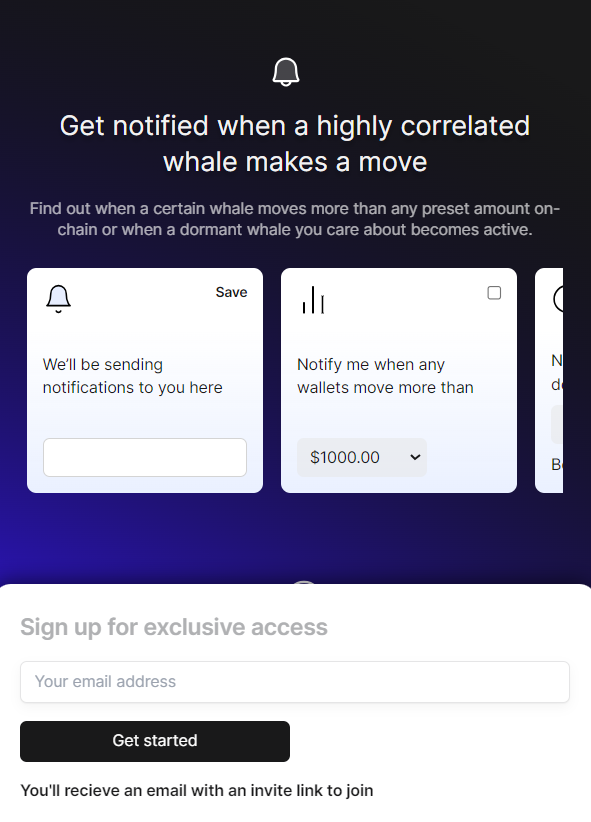 Get notified when a highly correlated
whale makes a move
Find out when a certain whale moves more than any preset amount on-
chain or when a dormant whale you care about becomes active.
Save
We'll be sending
notifications to you here
Notify me when any
wallets move more than
$1000.00
Sign up for exclusive access
Your email address
Get started
You'll recieve an email with an invite link to join